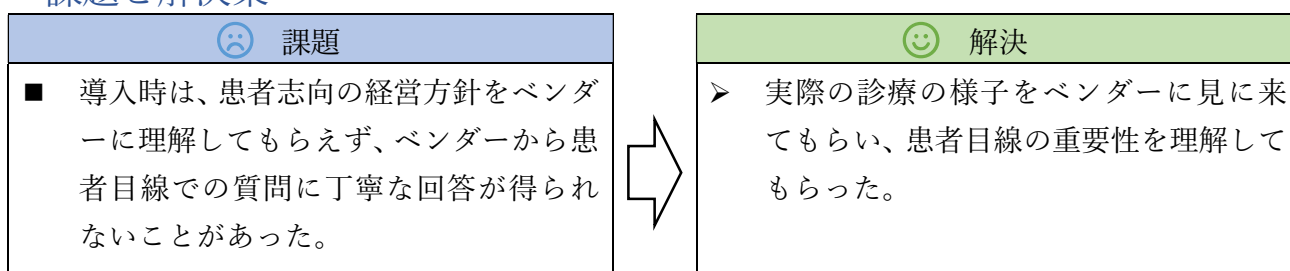 課題と解決策
課題
■ 導入時は、患者志向の経営方針をベンダ
ーに理解してもらえず、ベンダーから患
者目線での質問に丁寧な回答が得られ
ないことがあった。
解決
➢ 実際の診療の様子をベンダーに見に来
てもらい、患者目線の重要性を理解して
もらった。